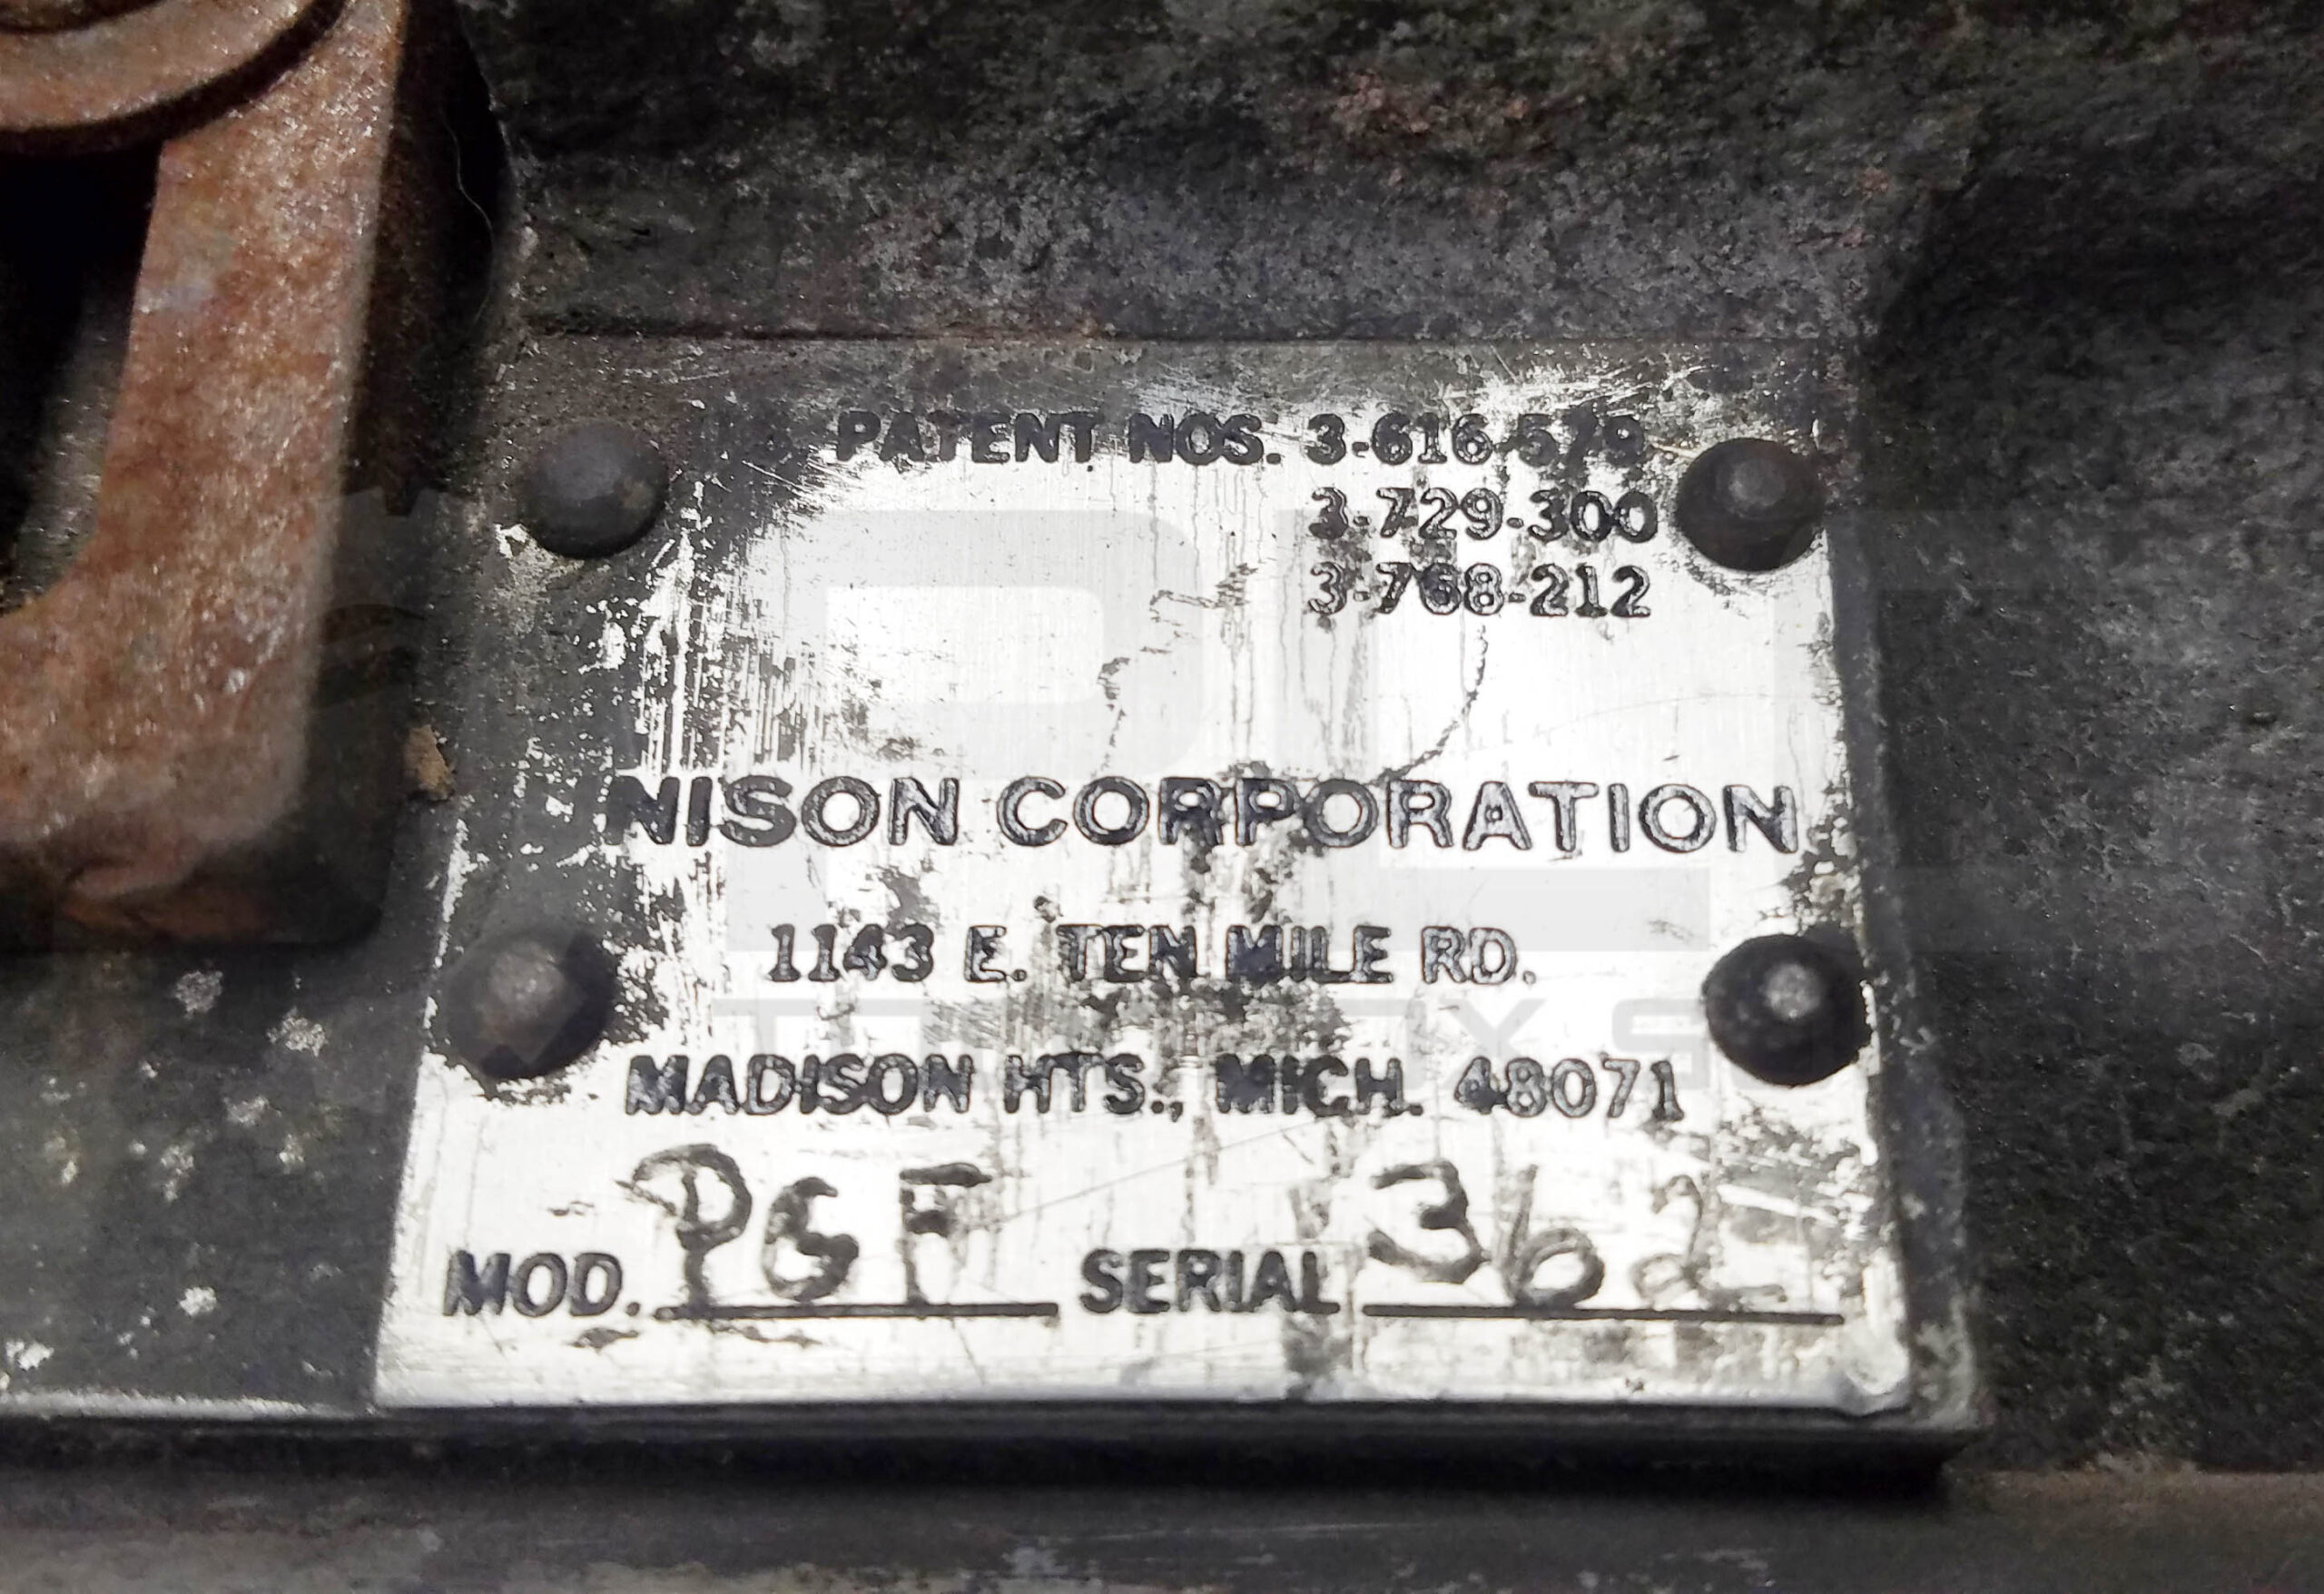 PATENT NOS. 3-616-579
3-729-300
3-768-212
NISON CORPORATION
1143 E. TEN MILE RD.
MADISON HTS., MICH. 48071
MOD. PGF SERIAL 362